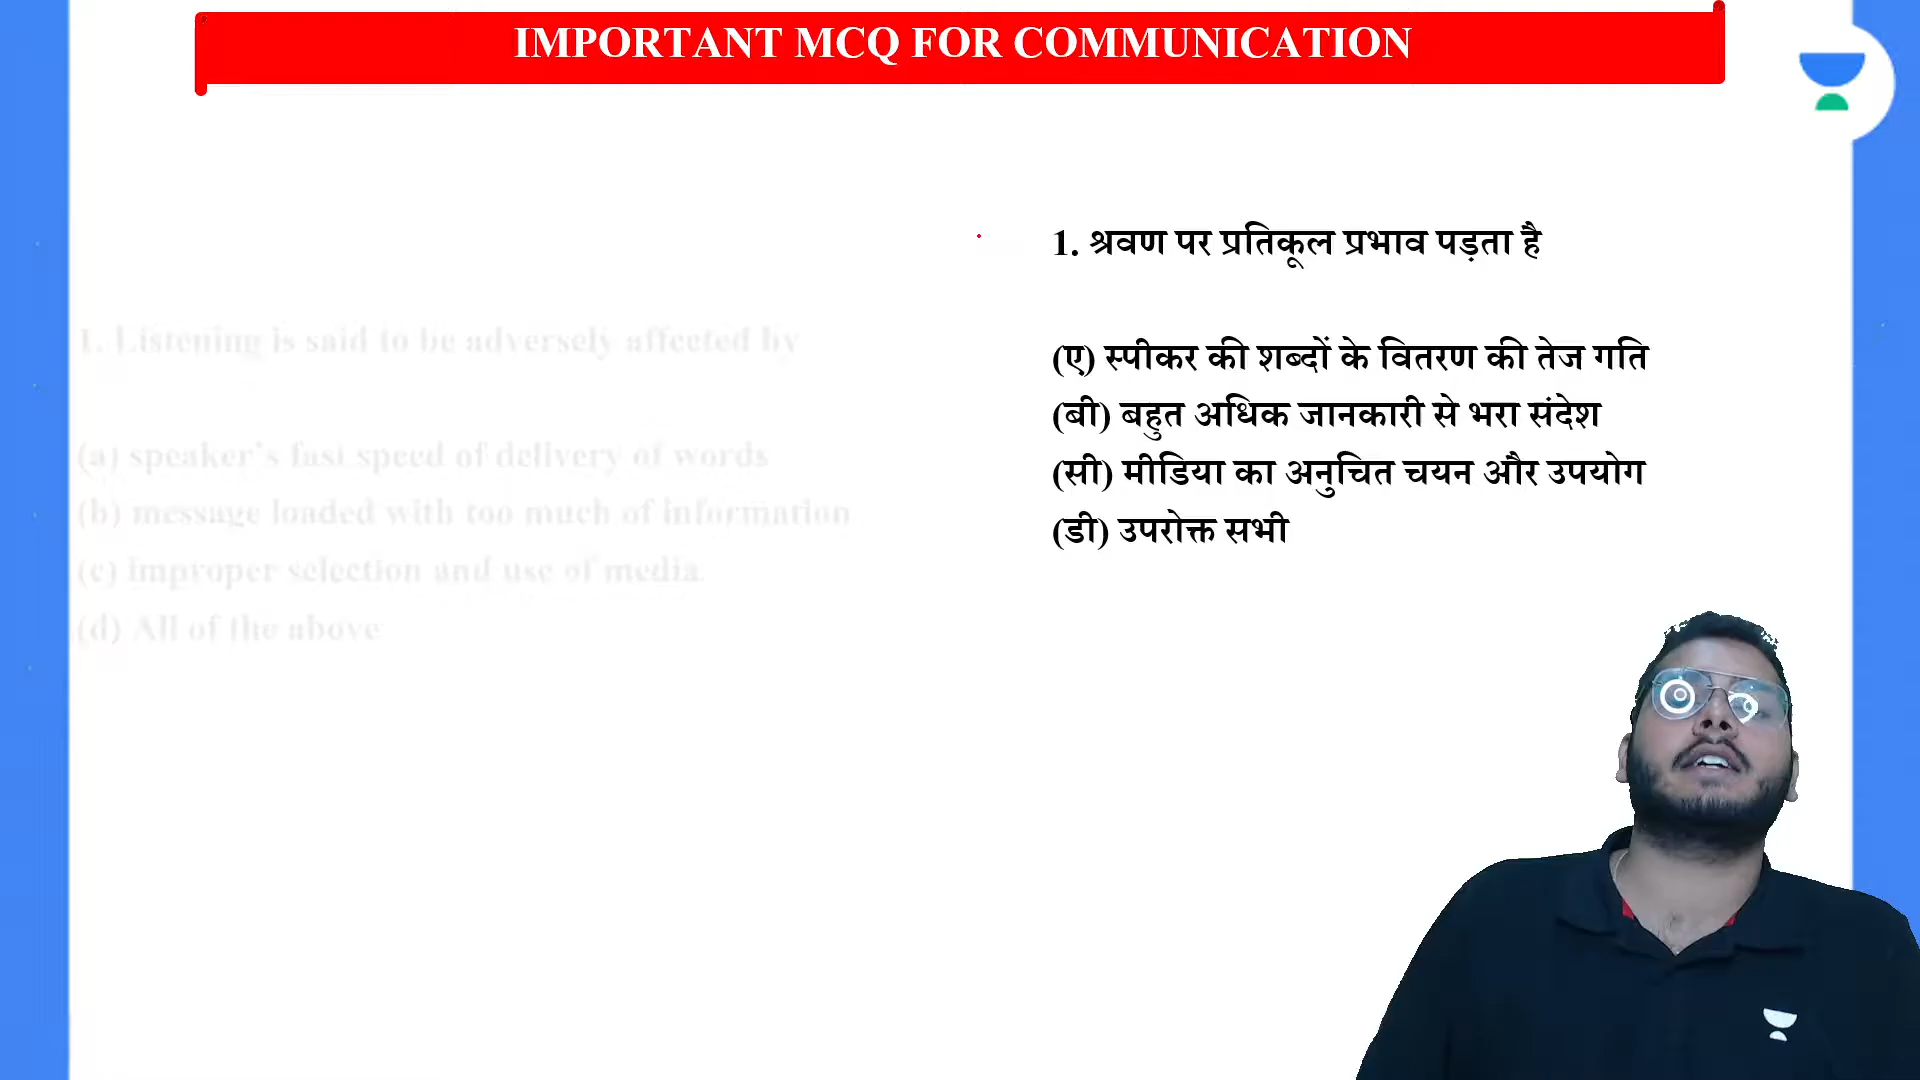 IMPORTANT MCQ FOR COMMUNICATION
1. Listening is said to be adversely affected by
(a) speaker's fast speed of delivery of words
(b) message loaded with too much of information
(c) improper selection and use of media
(d) All of the above
1. श्रवण पर प्रतिकूल प्रभाव पड़ता है
(ए) स्पीकर की शब्दों के वितरण की तेज गति
(बी) बहुत अधिक जानकारी से भरा संदेश
(सी) मीडिया का अनुचित चयन और उपयोग
(डी) उपरोक्त सभी